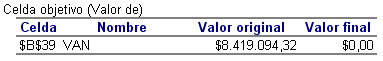 Celda objetivo (Valor de)
Celda Nombre Valor original Valor final
$B$39 VAN $8.419.094,32 $0,00